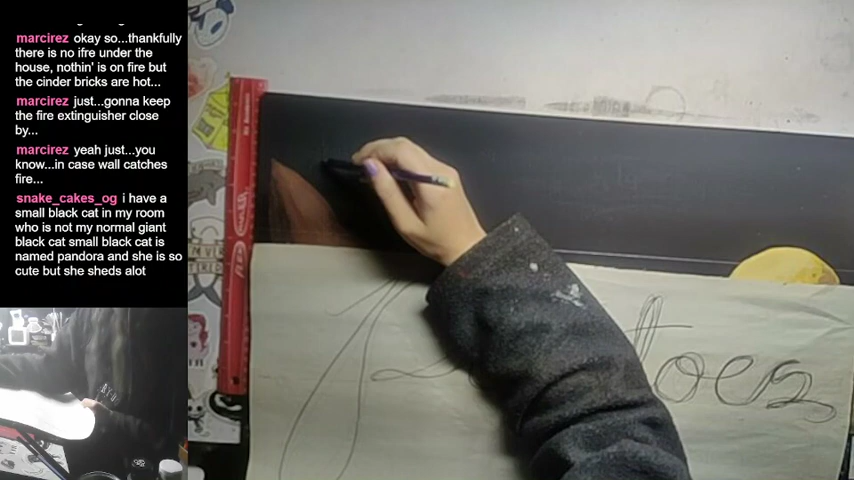 marcirez okay so...thankfully
there is no ifre under the
house, nothin' is on fire but
the cinder bricks are hot...
marcirez just...gonna keep
the fire extinguisher close
by...
marcirez yeah just...you
know...in case wall catches
fire...
snake_cakes_og i have a
small black cat in my room
who is not my normal giant
black cat small black cat is
named pandora and she is so
cute but she sheds alot
toes